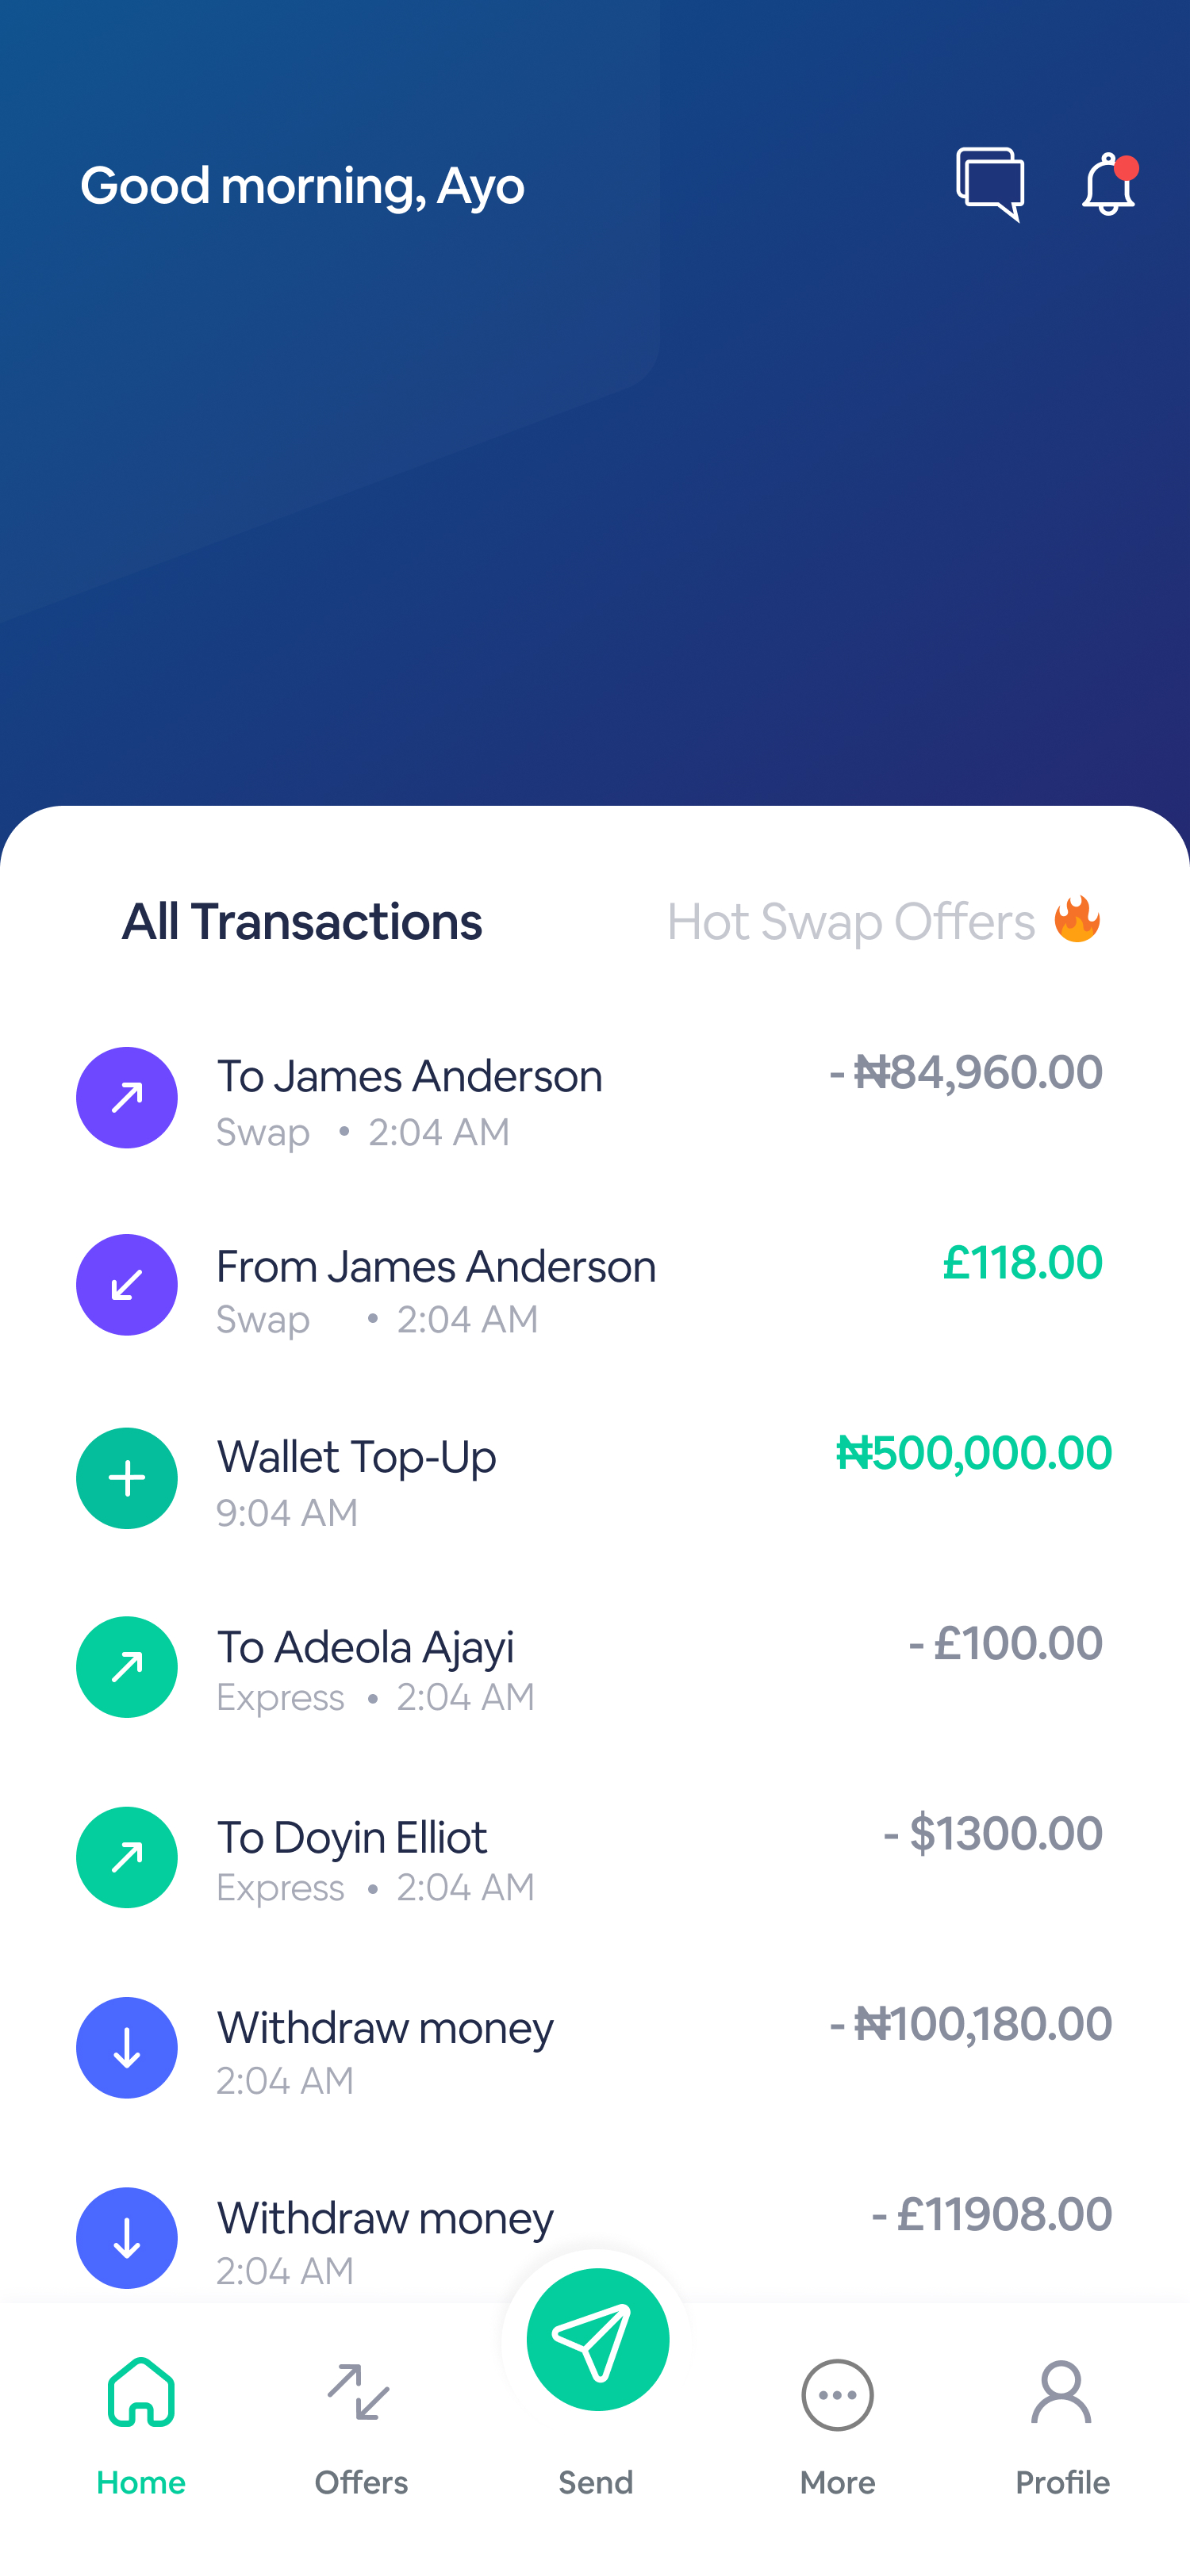 Good morning, Ayo
All Transactions
Hot Swap Offers 🔥
To James Anderson
- ₦84,960.00
Swap • 2:04 AM
From James Anderson
£118.00
Swap • 2:04 AM
Wallet Top-Up
₦500,000.00
9:04 AM
To Adeola Ajayi
- £100.00
Express • 2:04 AM
To Doyin Elliot
- $1300.00
Express • 2:04 AM
Withdraw money
- ₦100,180.00
2:04 AM
Withdraw money
- £11908.00
2:04 AM
Home
Offers
Send
More
Profile